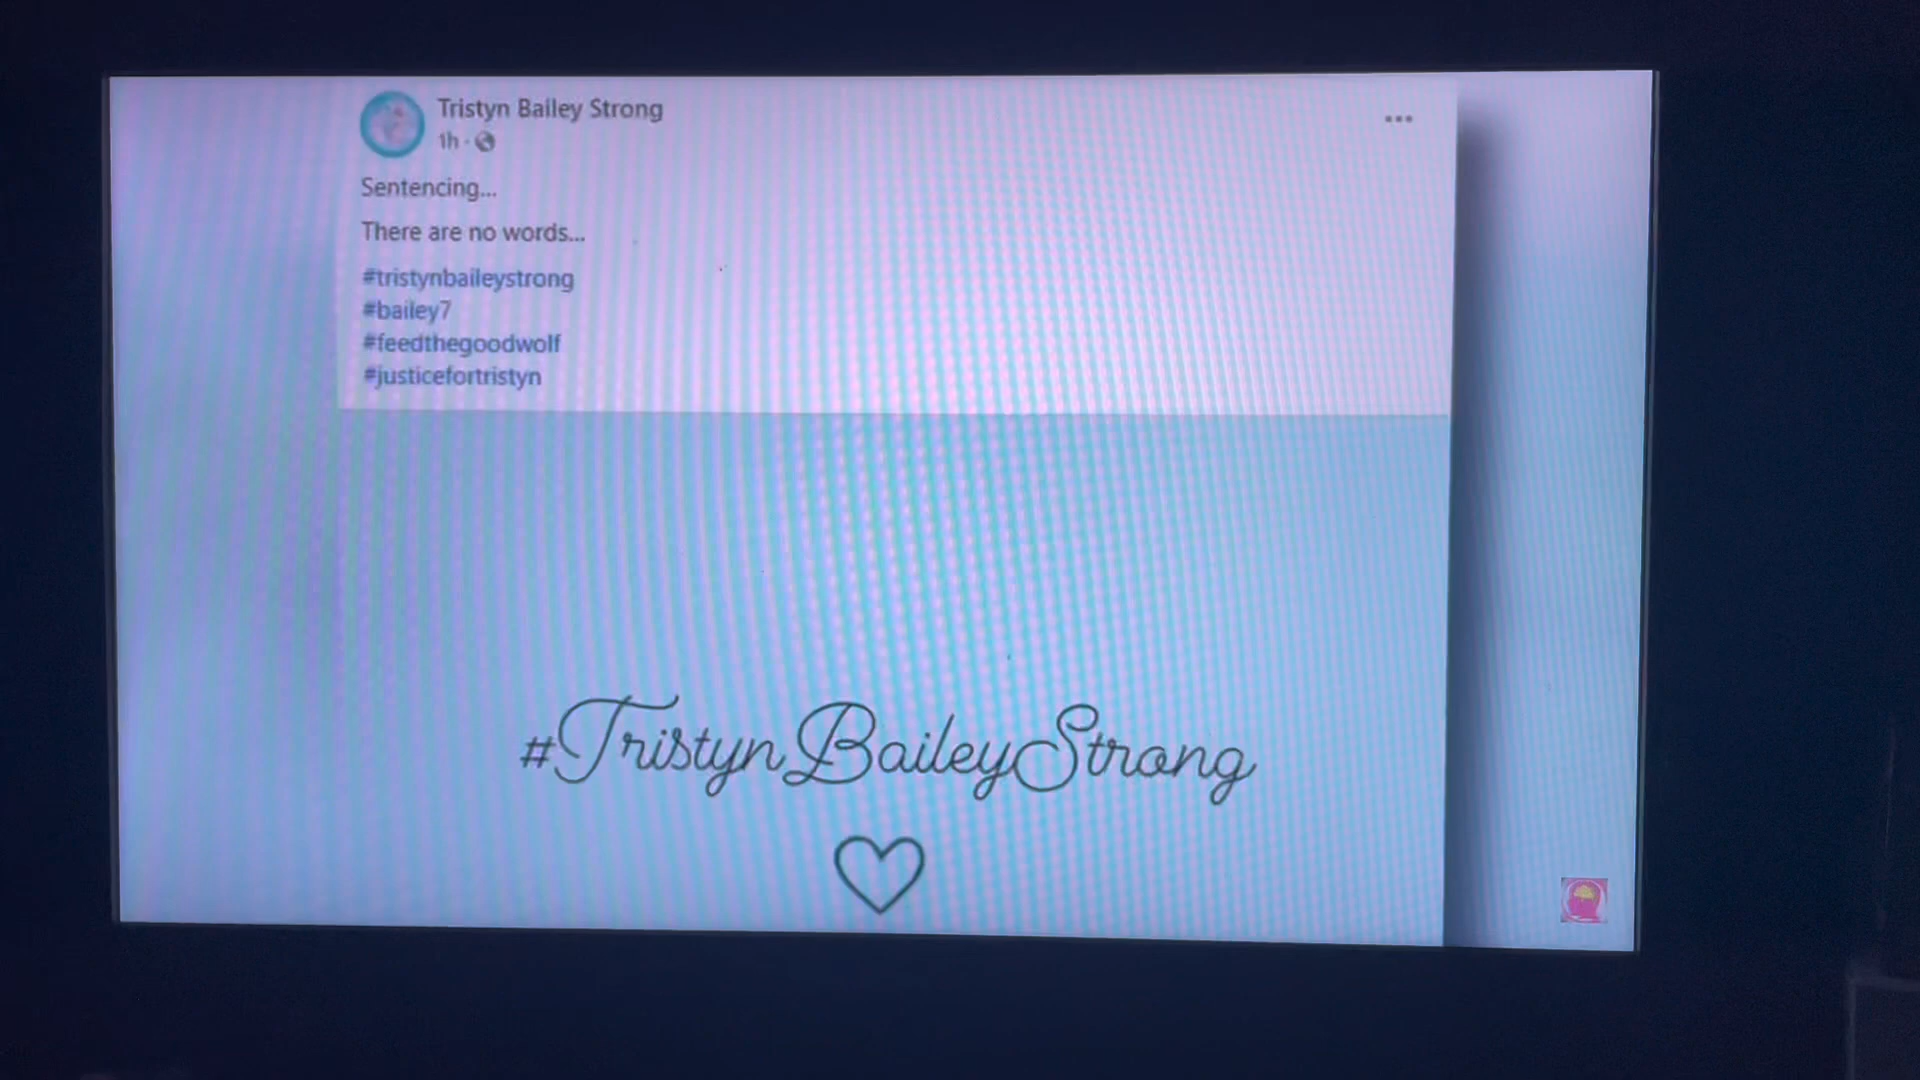 Tristyn Bailey Strong
1h ·
Sentencing...
There are no words...
#tristynbaileystrong
#bailey7
#feedthegoodwolf
#justicefortristyn
#TristynBaileyStrong